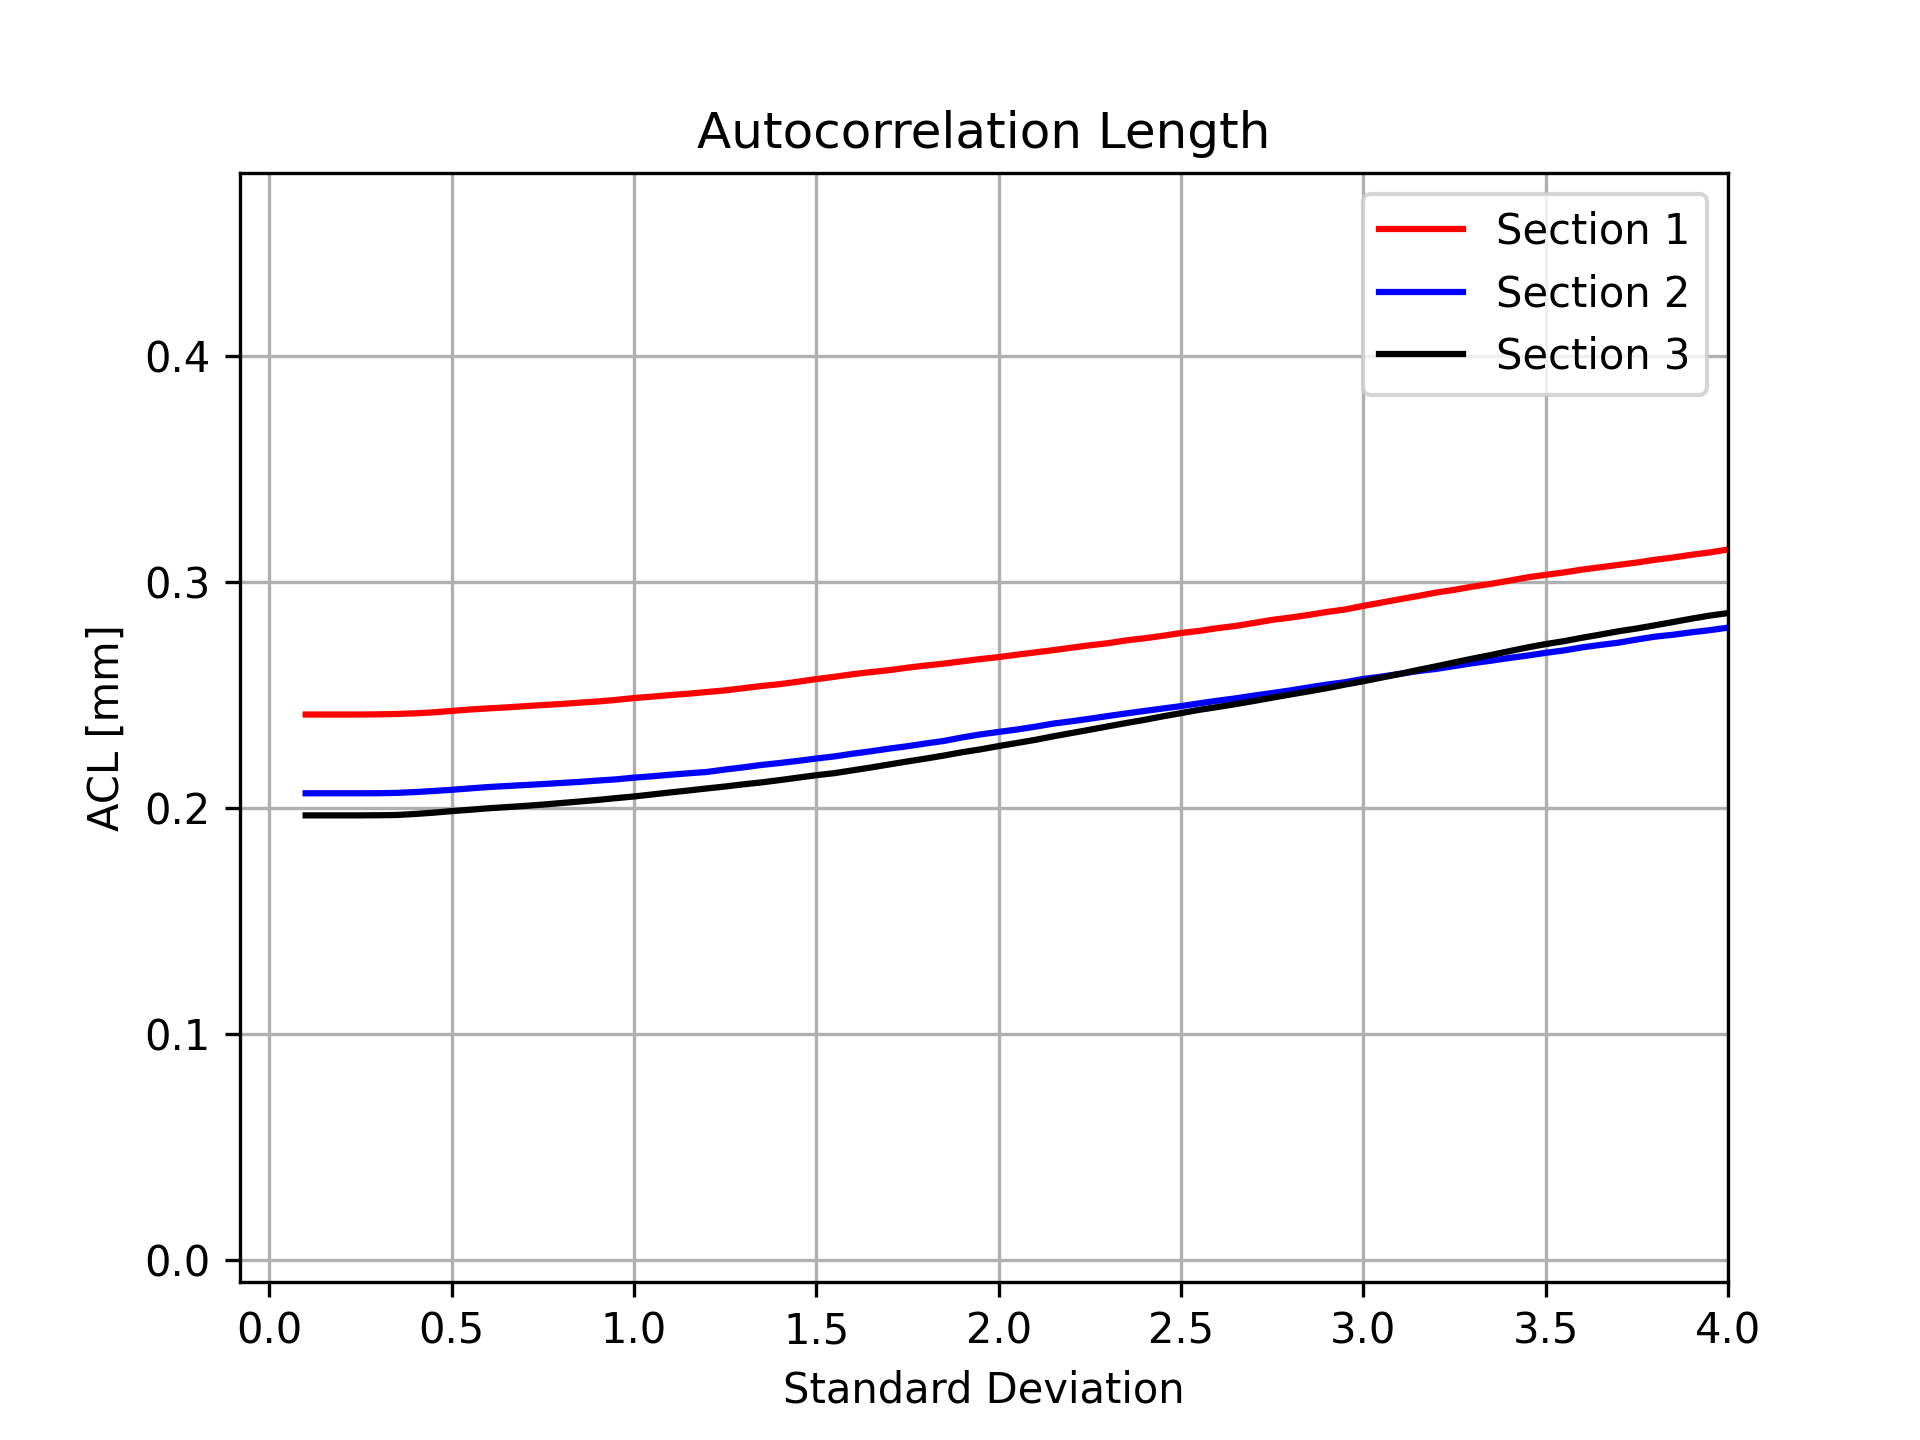 Autocorrelation Length
Section 1
Section 2
Section 3
ACL [mm]
0.4
0.3
0.2
0.1
0.0
0.0 0.5 1.0 1.5 2.0 2.5 3.0 3.5 4.0
Standard Deviation